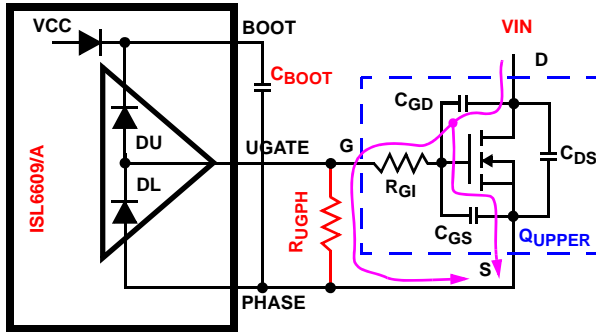 VCC
BOOT
VIN
D
CBOOT
CGD
DU
UGATE
G
CDS
DL
RGI
ISL6609/A
RUGPH
CGS
QUPPER
S
PHASE